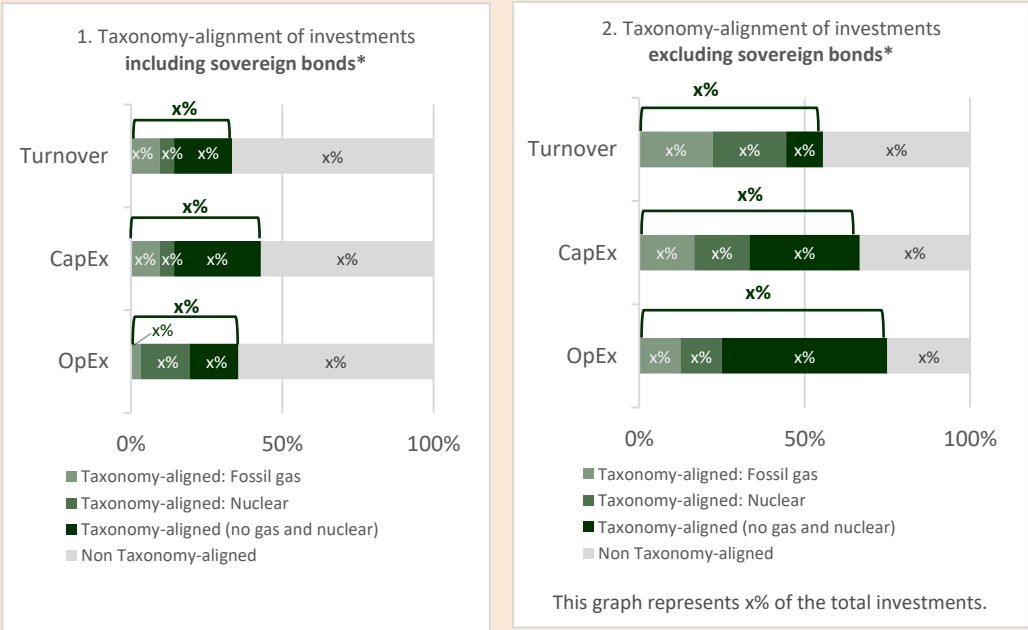 1. Taxonomy-alignment of investments
including sovereign bonds*
x%
Turnover
x% x% x% x%
x%
CapEx
x% x% x% x%
x%
x%
OpEx
x% x% x%
0% 50% 100%
Taxonomy-aligned: Fossil gas
Taxonomy-aligned: Nuclear
Taxonomy-aligned (no gas and nuclear)
Non Taxonomy-aligned
2. Taxonomy-alignment of investments
excluding sovereign bonds*
x%
Turnover
x% x% x% x%
x%
CapEx
x% x% x% x%
x%
OpEx
x% x% x% x%
0% 50% 100%
Taxonomy-aligned: Fossil gas
Taxonomy-aligned: Nuclear
Taxonomy-aligned (no gas and nuclear)
Non Taxonomy-aligned
This graph represents x% of the total investments.